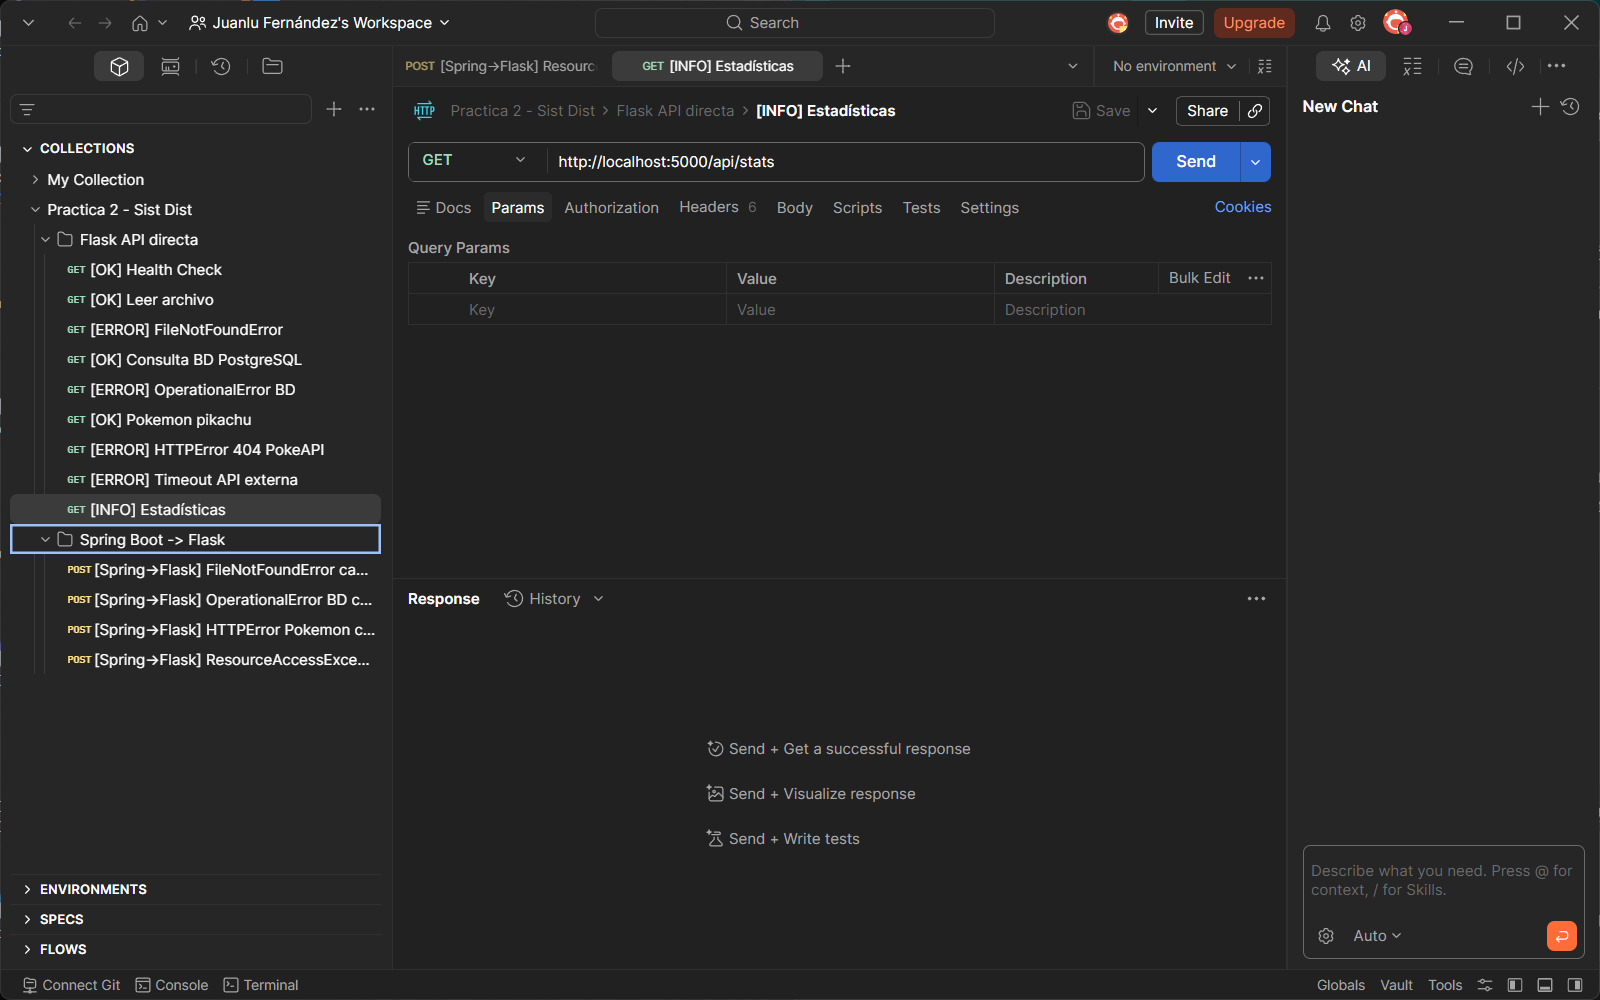 Juanlu Fernández's Workspace
Search
Invite
Upgrade
J
POST [Spring→Flask] Resourc
GET [INFO] Estadísticas
No environment
AI
HTTP Practica 2 - Sist Dist > Flask API directa > [INFO] Estadísticas
Save
Share
New Chat
COLLECTIONS
My Collection
Practica 2 - Sist Dist
Flask API directa
GET [OK] Health Check
GET [OK] Leer archivo
GET [ERROR] FileNotFoundError
GET [OK] Consulta BD PostgreSQL
GET [ERROR] OperationalError BD
GET [OK] Pokemon pikachu
GET [ERROR] HTTPError 404 PokeAPI
GET [ERROR] Timeout API externa
GET [INFO] Estadísticas
Spring Boot -> Flask
POST [Spring→Flask] FileNotFoundError ca...
POST [Spring→Flask] OperationalError BD c...
POST [Spring→Flask] HTTPError Pokemon c...
POST [Spring→Flask] ResourceAccessExce...
ENVIRONMENTS
SPECS
FLOWS
GET
http://localhost:5000/api/stats
Send
Docs
Params
Authorization
Headers 6
Body
Scripts
Tests
Settings
Cookies
Query Params
Key Value Description Bulk Edit
Key Value Description
Response
History
Send + Get a successful response
Send + Visualize response
Send + Write tests
Describe what you need. Press @ for
context, / for Skills.
Auto
Connect Git
Console
Terminal
Globals
Vault
Tools